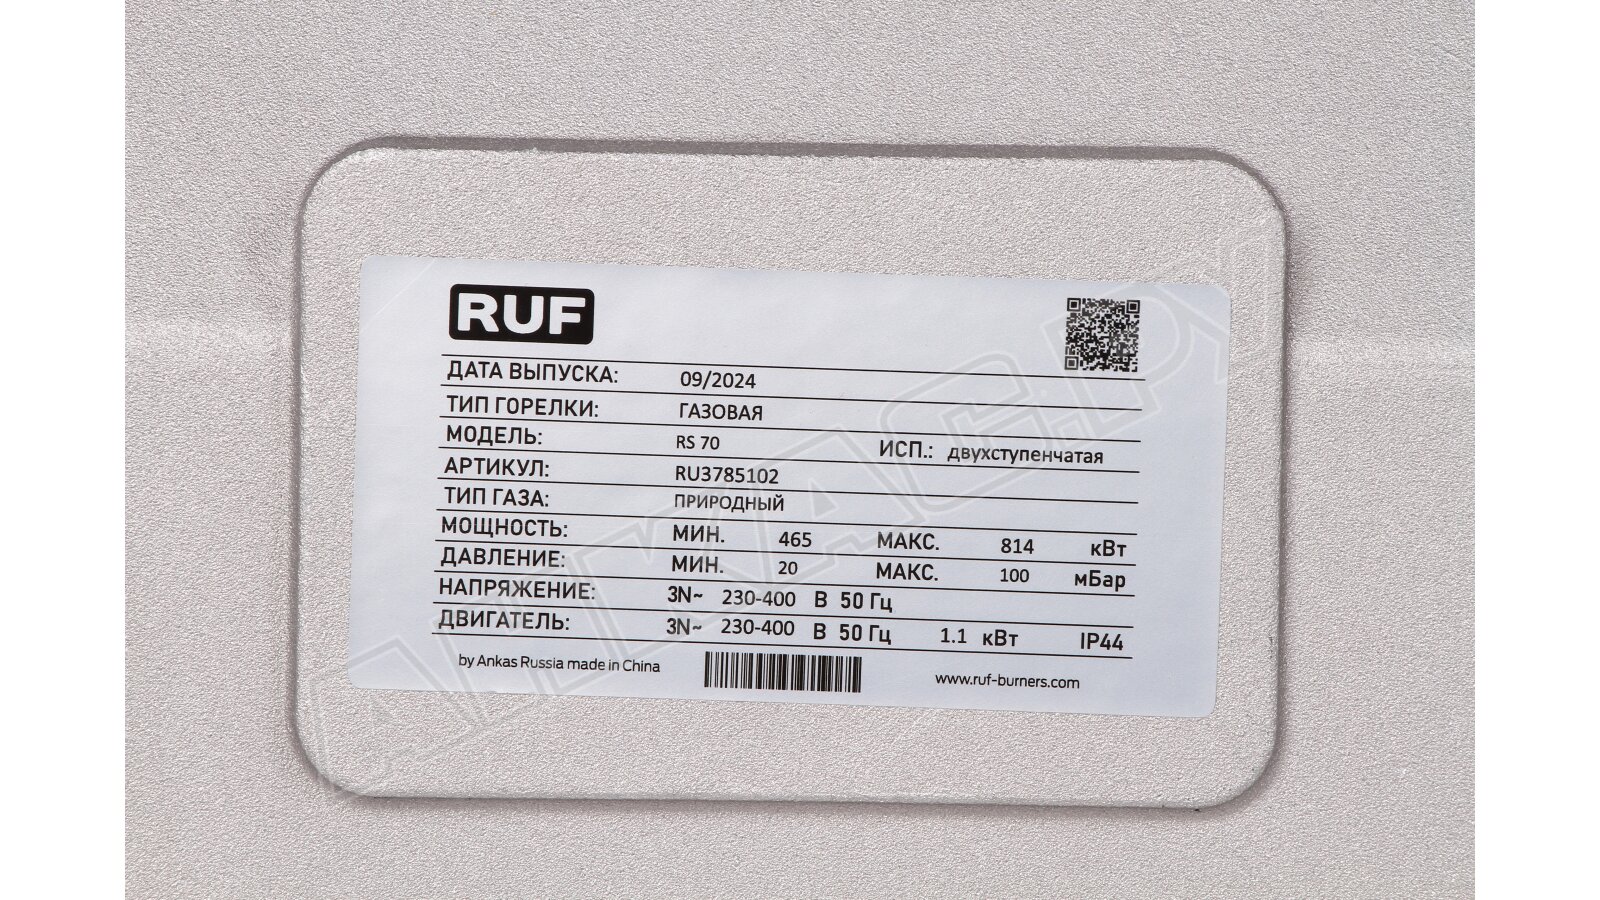 RUF
ДАТА ВЫПУСКА: 09/2024
ТИП ГОРЕЛКИ: ГАЗОВАЯ
МОДЕЛЬ: RS 70 ИСП.: двухступенчатая
АРТИКУЛ: RU3785102
ТИП ГАЗА: ПРИРОДНЫЙ
МОЩНОСТЬ: МИН. 465 МАКС. 814 кВт
ДАВЛЕНИЕ: МИН. 20 МАКС. 100 мБар
НАПРЯЖЕНИЕ: 3N~ 230-400 В 50 Гц
ДВИГАТЕЛЬ: 3N~ 230-400 В 50 Гц 1.1 кВт IP44
by Ankas Russia made in China www.ruf-burners.com
АНКАС.РУ